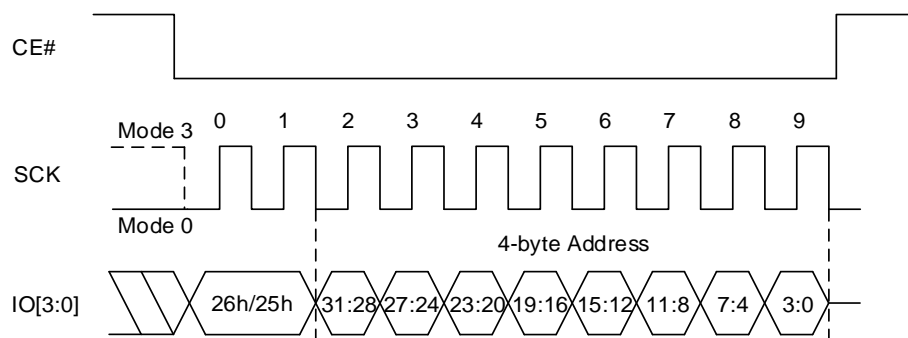 CE#
0 1 2 3 4 5 6 7 8 9
Mode 3
SCK
Mode 0
4-byte Address
IO[3:0] 26h/25h 31:28 27:24 23:20 19:16 15:12 11:8 7:4 3:0